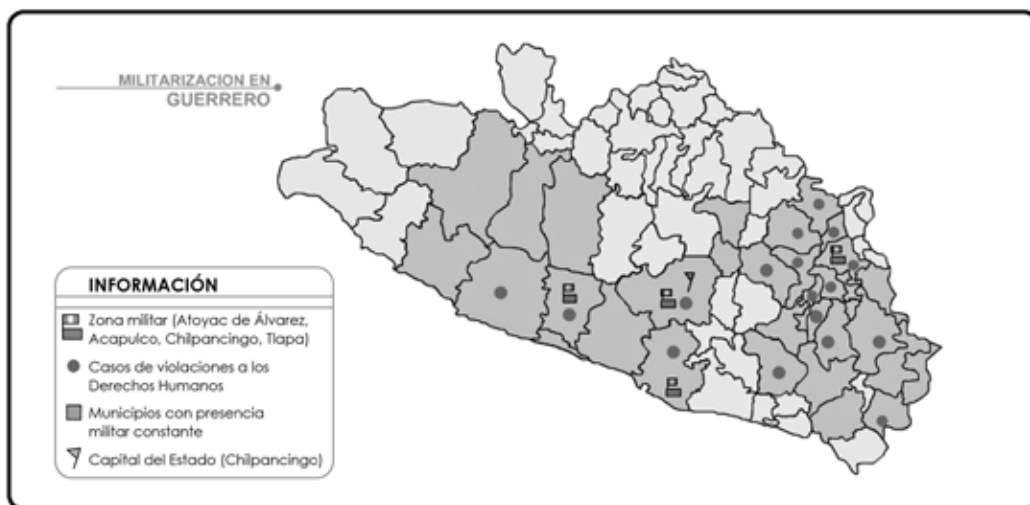 MILITARIZACION EN
GUERRERO
INFORMACIÓN
Zona militar (Atoyac de Álvarez,
Acapulco, Chilpancingo, Tlapa)
Casos de violaciones a los
Derechos Humanos
Municipios con presencia
militar constante
Capital del Estado (Chilpancingo)